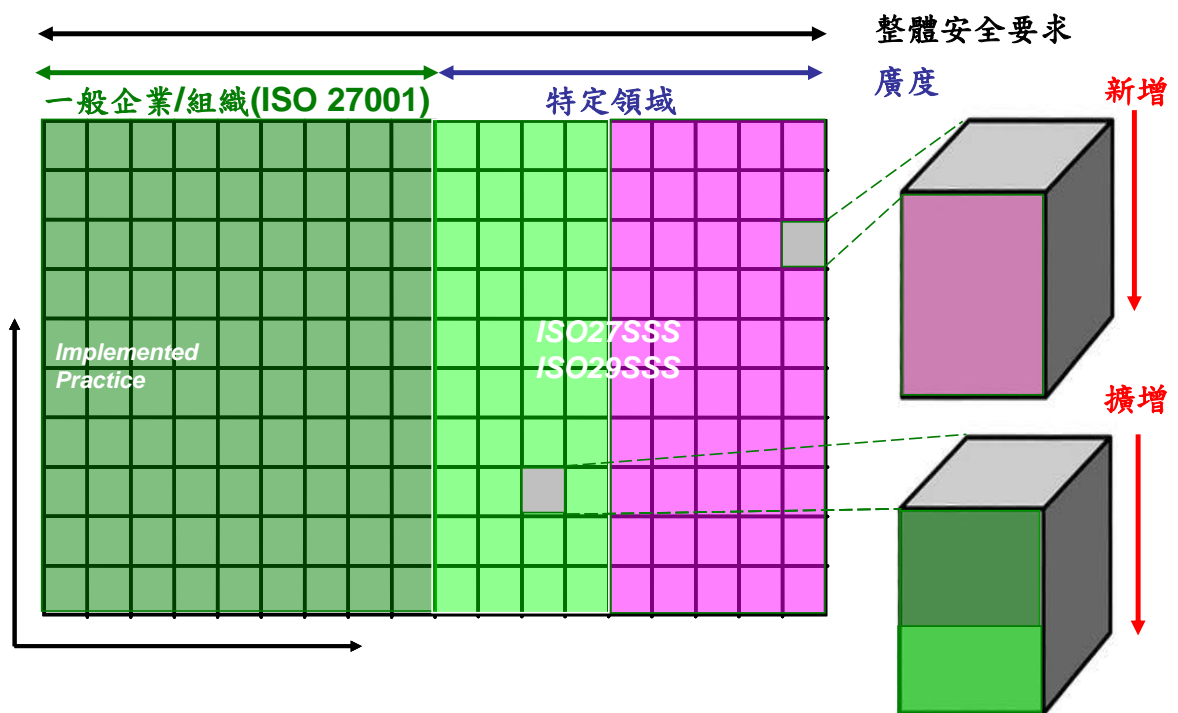 整體安全要求
一般企業/組織(ISO 27001)
特定領域
廣度
新增
Implemented
Practice
ISO27SSS
ISO29SSS
擴增